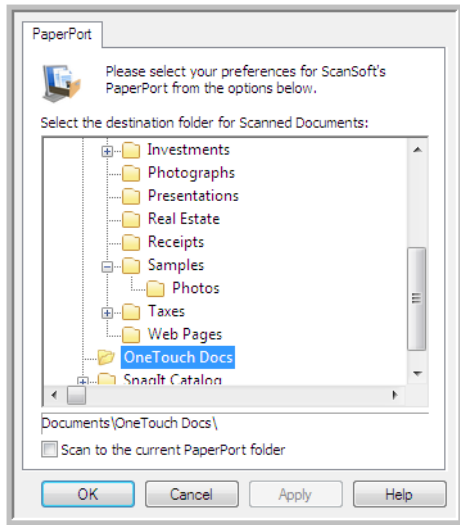 PaperPort
Please select your preferences for ScanSoft's
PaperPort from the options below.
Select the destination folder for Scanned Documents:
Investments
Photographs
Presentations
Real Estate
Receipts
Samples
Photos
Taxes
Web Pages
OneTouch Docs
SnagIt Catalog
Documents\OneTouch Docs\
Scan to the current PaperPort folder
OK Cancel Apply Help